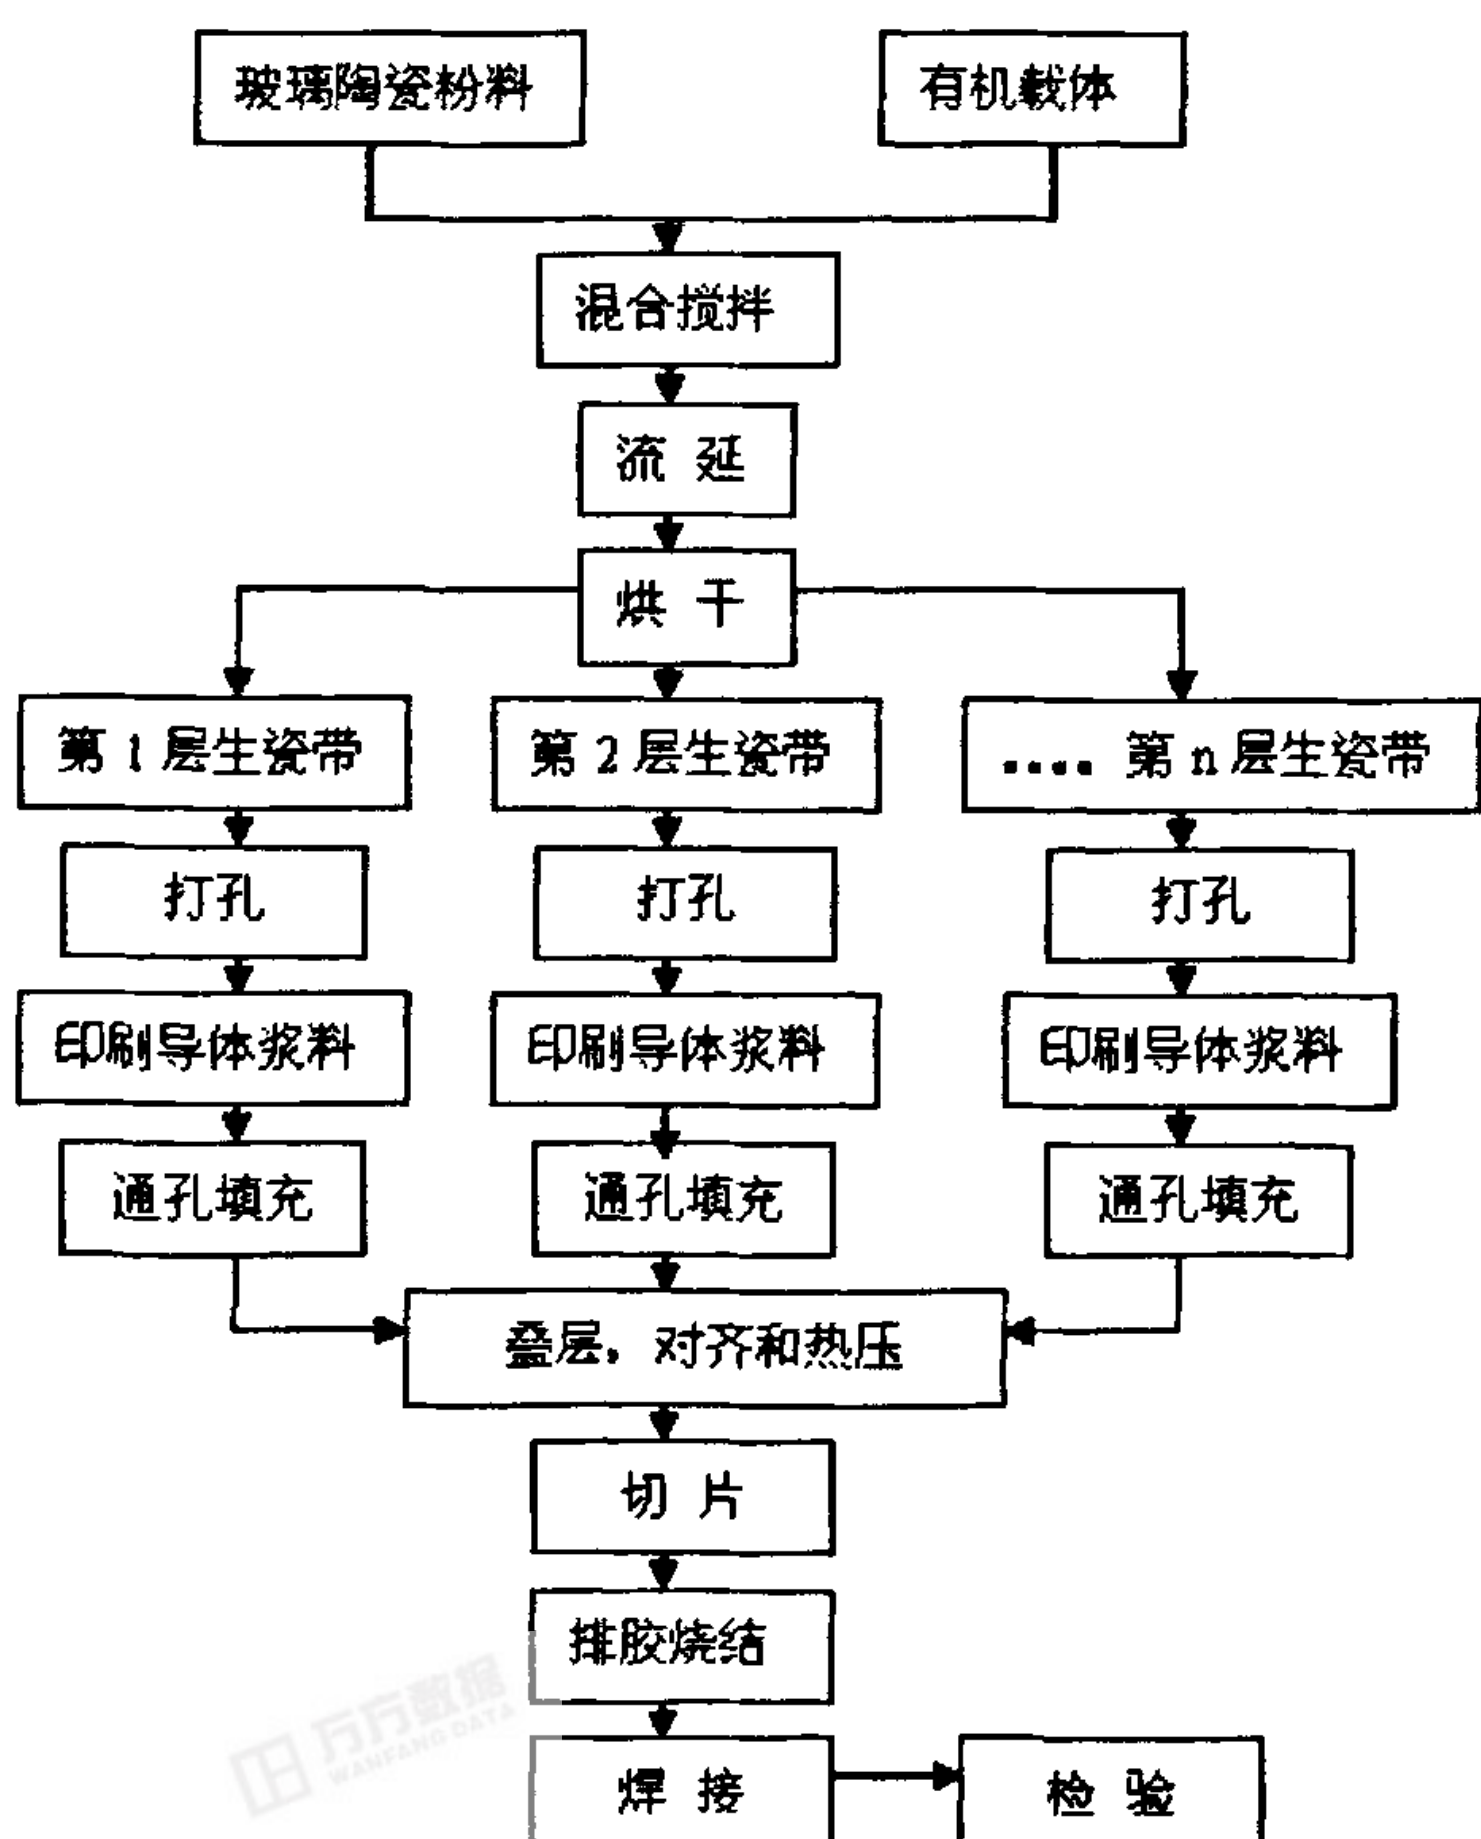 玻璃陶瓷粉料
有机载体
混合搅拌
流 延
烘 干
第 1 层生瓷带
第 2 层生瓷带
.... 第 n 层生瓷带
打孔
打孔
打孔
印刷导体浆料
印刷导体浆料
印刷导体浆料
通孔填充
通孔填充
通孔填充
叠层，对齐和热压
切 片
排胶烧结
万方数据
WANFANG DATA
焊 接
检 验